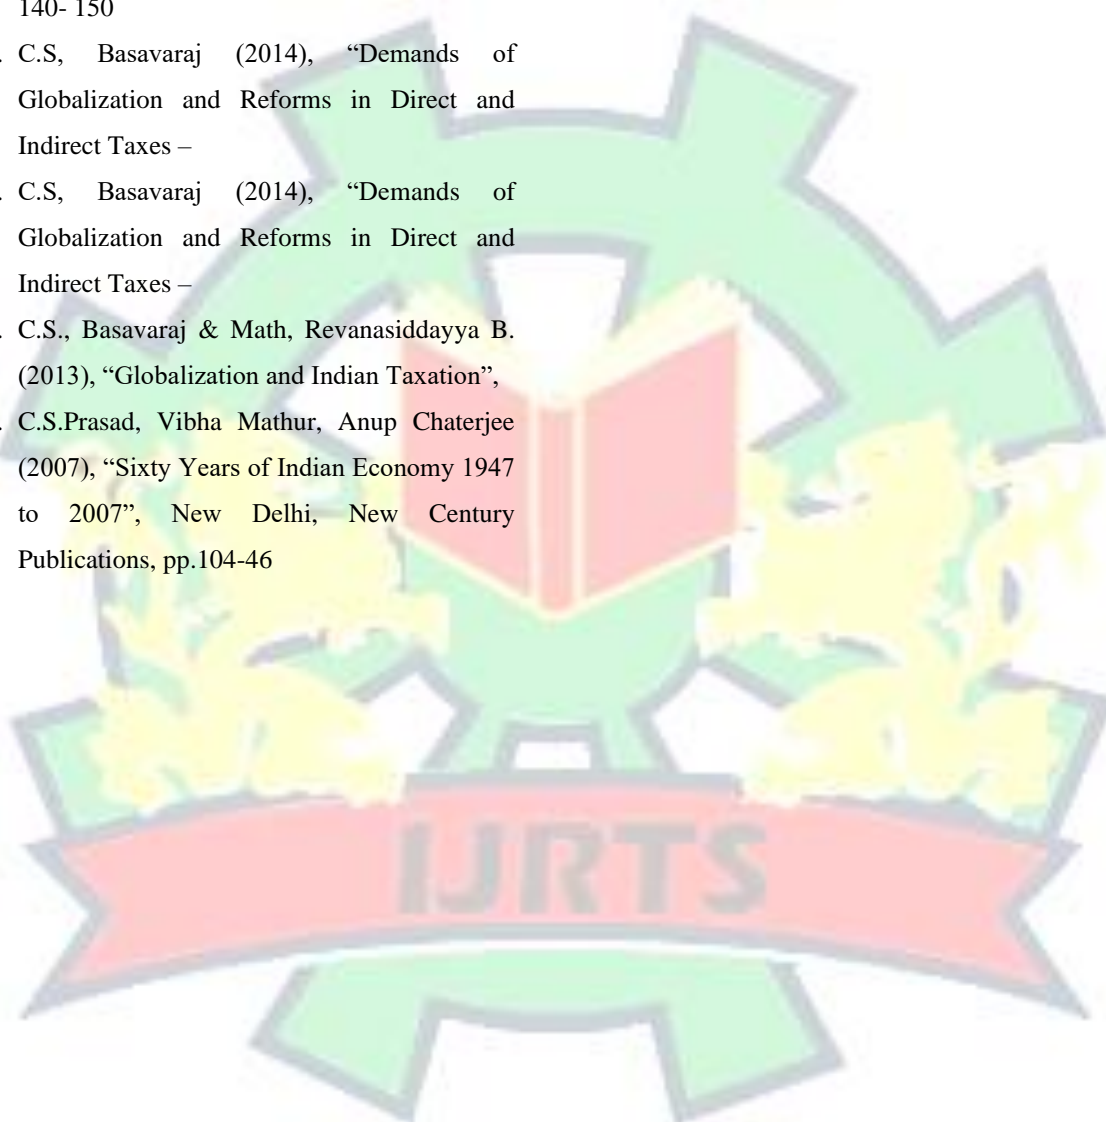 140- 150
. C.S, Basavaraj (2014), “Demands of
Globalization and Reforms in Direct and
Indirect Taxes –
. C.S, Basavaraj (2014), “Demands of
Globalization and Reforms in Direct and
Indirect Taxes –
. C.S., Basavaraj & Math, Revanasiddayya B.
(2013), “Globalization and Indian Taxation”,
. C.S.Prasad, Vibha Mathur, Anup Chaterjee
(2007), “Sixty Years of Indian Economy 1947
to 2007”, New Delhi, New Century
Publications, pp.104-46
IJRTS